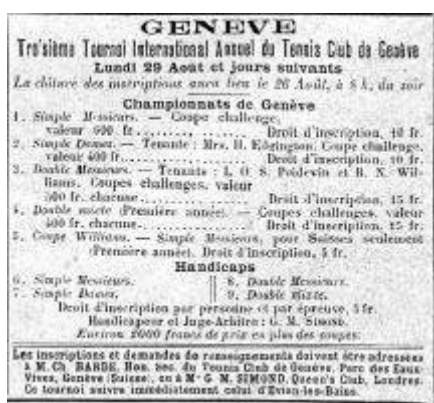 GENEVE
Troisième Tournoi International Annuel du Tennis Club de Genève
Lundi 29 Août et jours suivants
La clôture des inscriptions aura lieu le 26 Août, à 8 h. du soir
Championnats de Genève
1. Simple Messieurs. — Coupe challenge,
valeur 600 fr. Droit d'inscription, 10 fr.
2. Simple Dames. — Tenante : Mrs. H. Edgington. Coupe challenge,
valeur 400 fr. Droit d'inscription, 10 fr.
3. Double Messieurs. — Tenants : L. O. S. Poidevin et R. N. Wil-
liams. Coupes challenges, valeur
300 fr. chacune. Droit d'inscription, 15 fr.
4. Double mixte (Première année). — Coupes challenges, valeur
400 fr. chacune. Droit d'inscription, 15 fr.
5. Coupe Williams. — Simple Messieurs, pour Suisses seulement
(Première année). Droit d'inscription, 5 fr.
Handicaps
6. Simple Messieurs.
7. Simple Dames,
8. Double Messieurs.
9. Double Mixte.
Droit d'inscription par personne et par épreuve, 5 fr.
Handicapeur et Juge-Arbitre : G. M. SIMOND.
Environ 2000 francs de prix en plus des coupes.
Les inscriptions et demandes de renseignements doivent être adressées
à M. Ch. BARDE, Hon. sec. du Tennis Club de Genève, Parc des Eaux-
Vives, Genève (Suisse), ou à Mr G. M. SIMOND, Queen's Club, Londres.
Ce tournoi suivra immédiatement celui d'Evian-les-Bains.